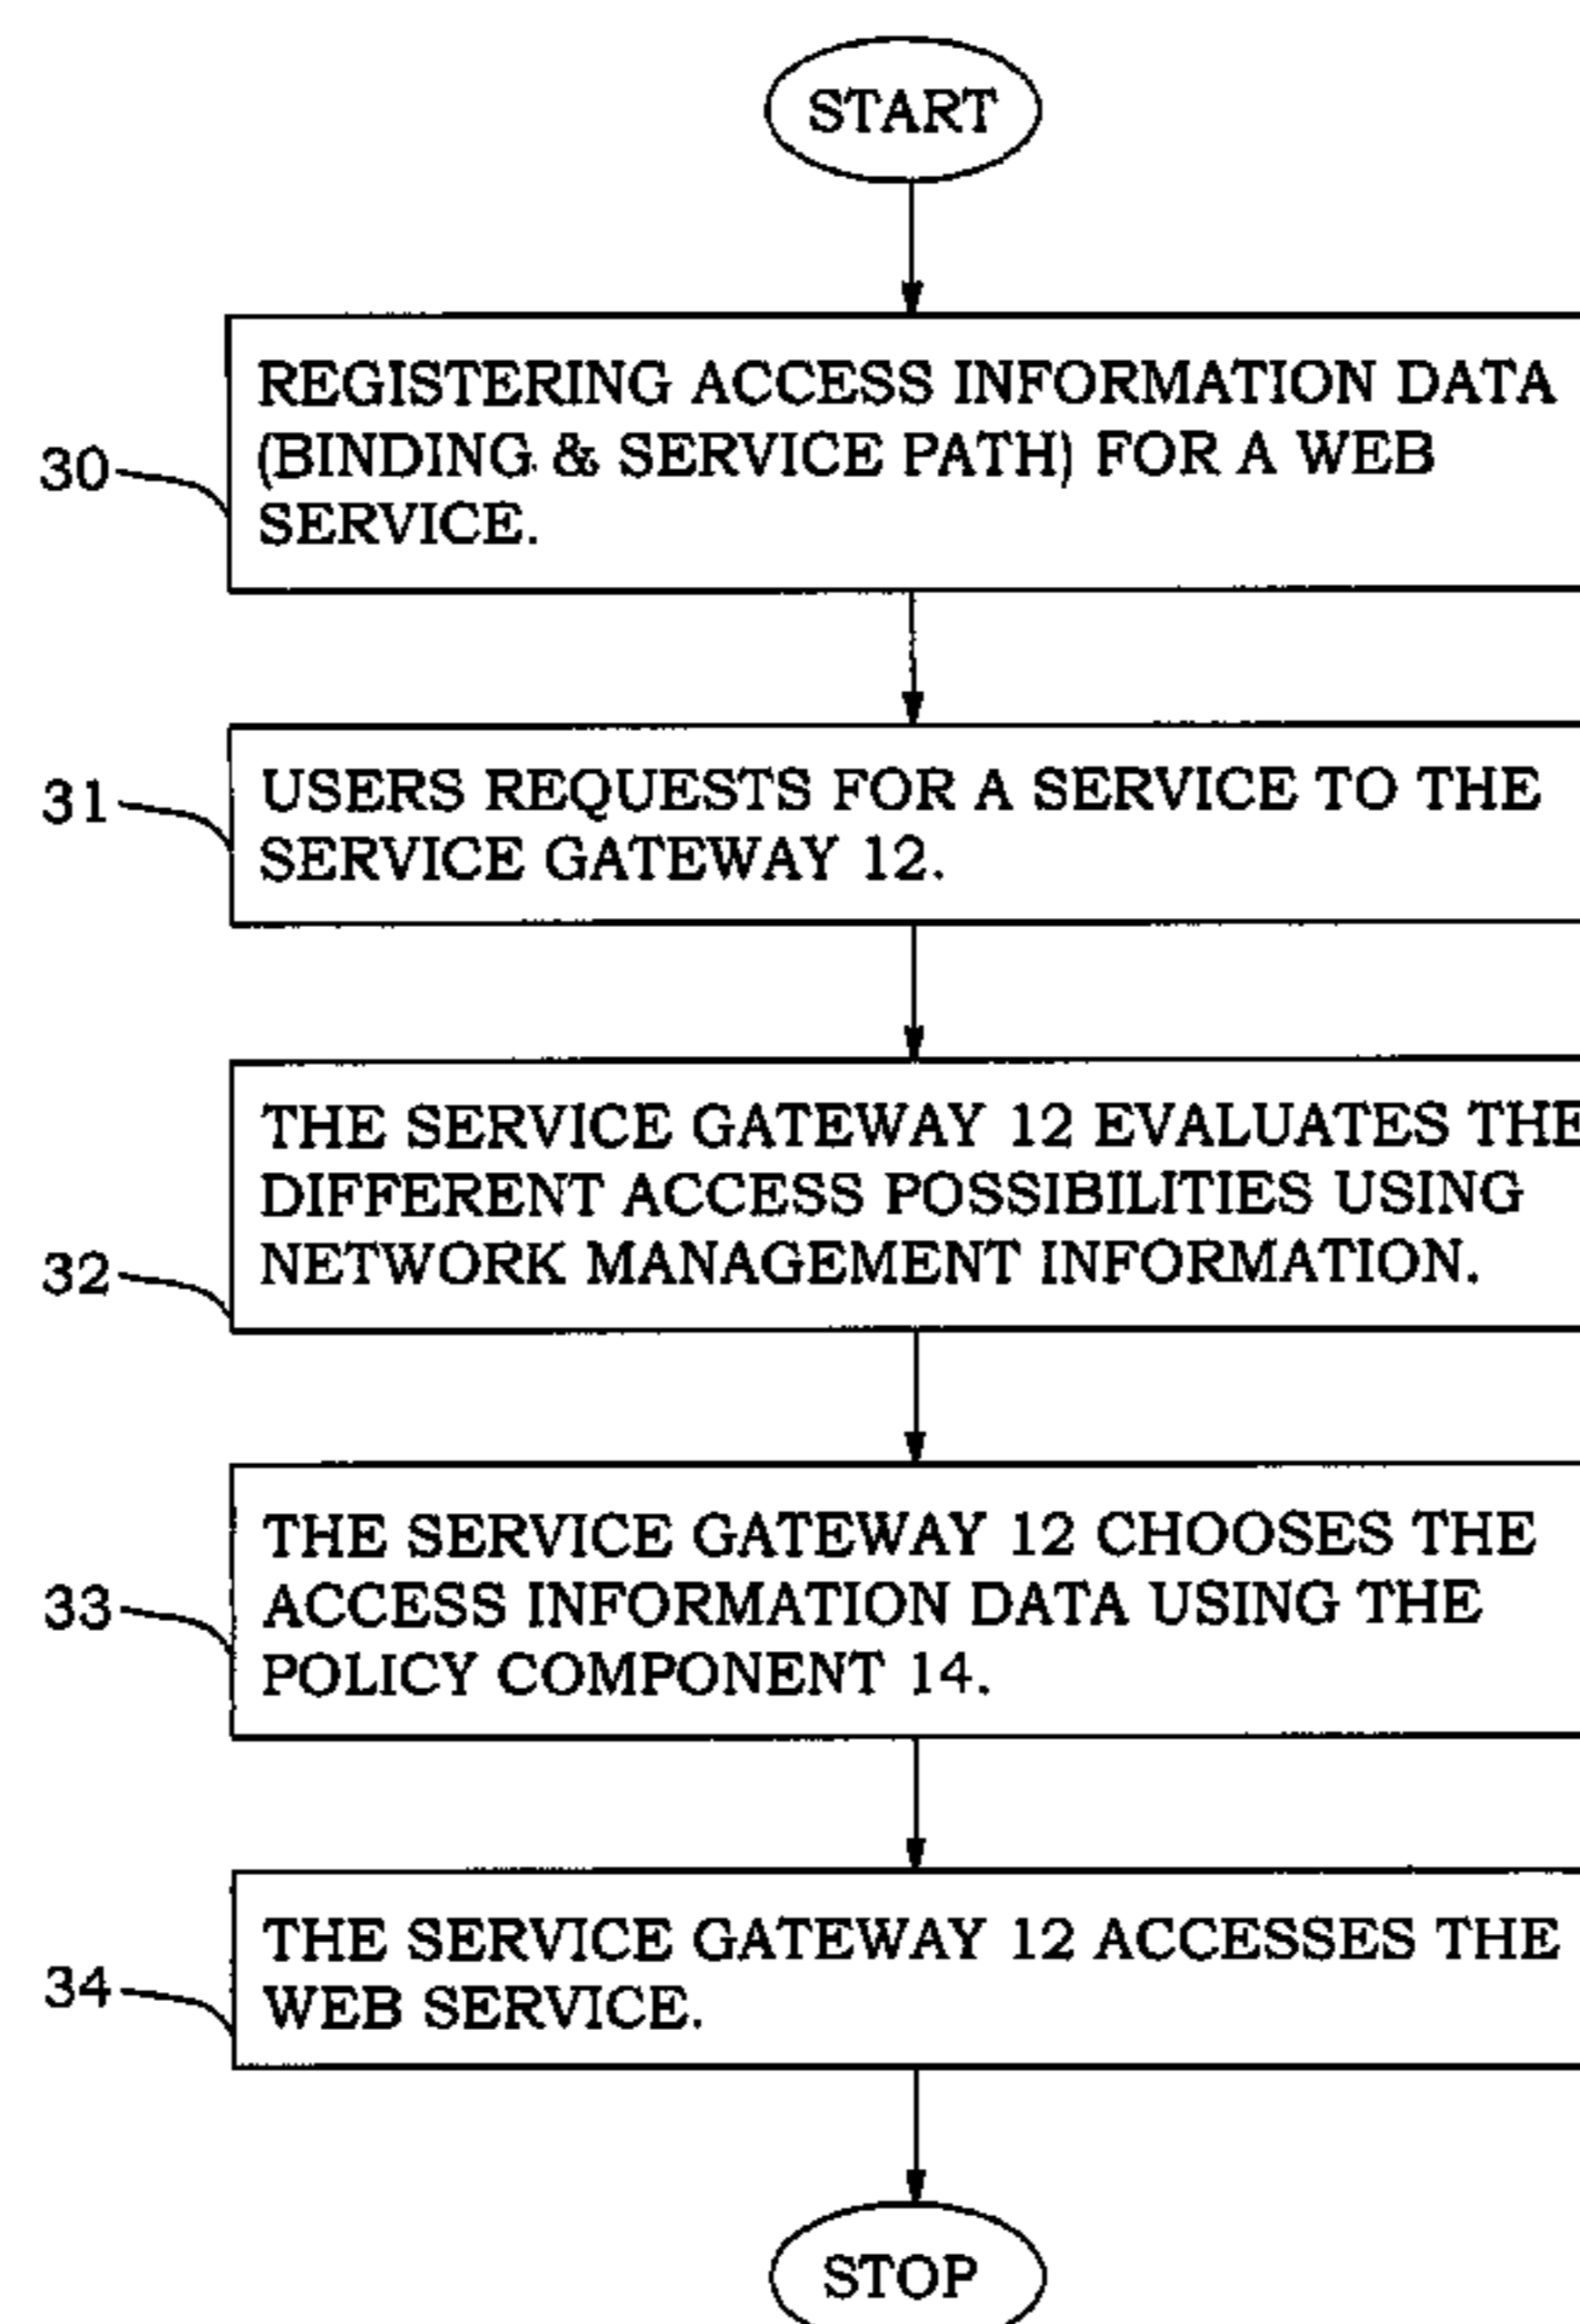 START
REGISTERING ACCESS INFORMATION DATA
(BINDING & SERVICE PATH) FOR A WEB
SERVICE.
30
USERS REQUESTS FOR A SERVICE TO THE
SERVICE GATEWAY 12.
31
THE SERVICE GATEWAY 12 EVALUATES THE
DIFFERENT ACCESS POSSIBILITIES USING
NETWORK MANAGEMENT INFORMATION.
32
THE SERVICE GATEWAY 12 CHOOSES THE
ACCESS INFORMATION DATA USING THE
POLICY COMPONENT 14.
33
THE SERVICE GATEWAY 12 ACCESSES THE
WEB SERVICE.
34
STOP